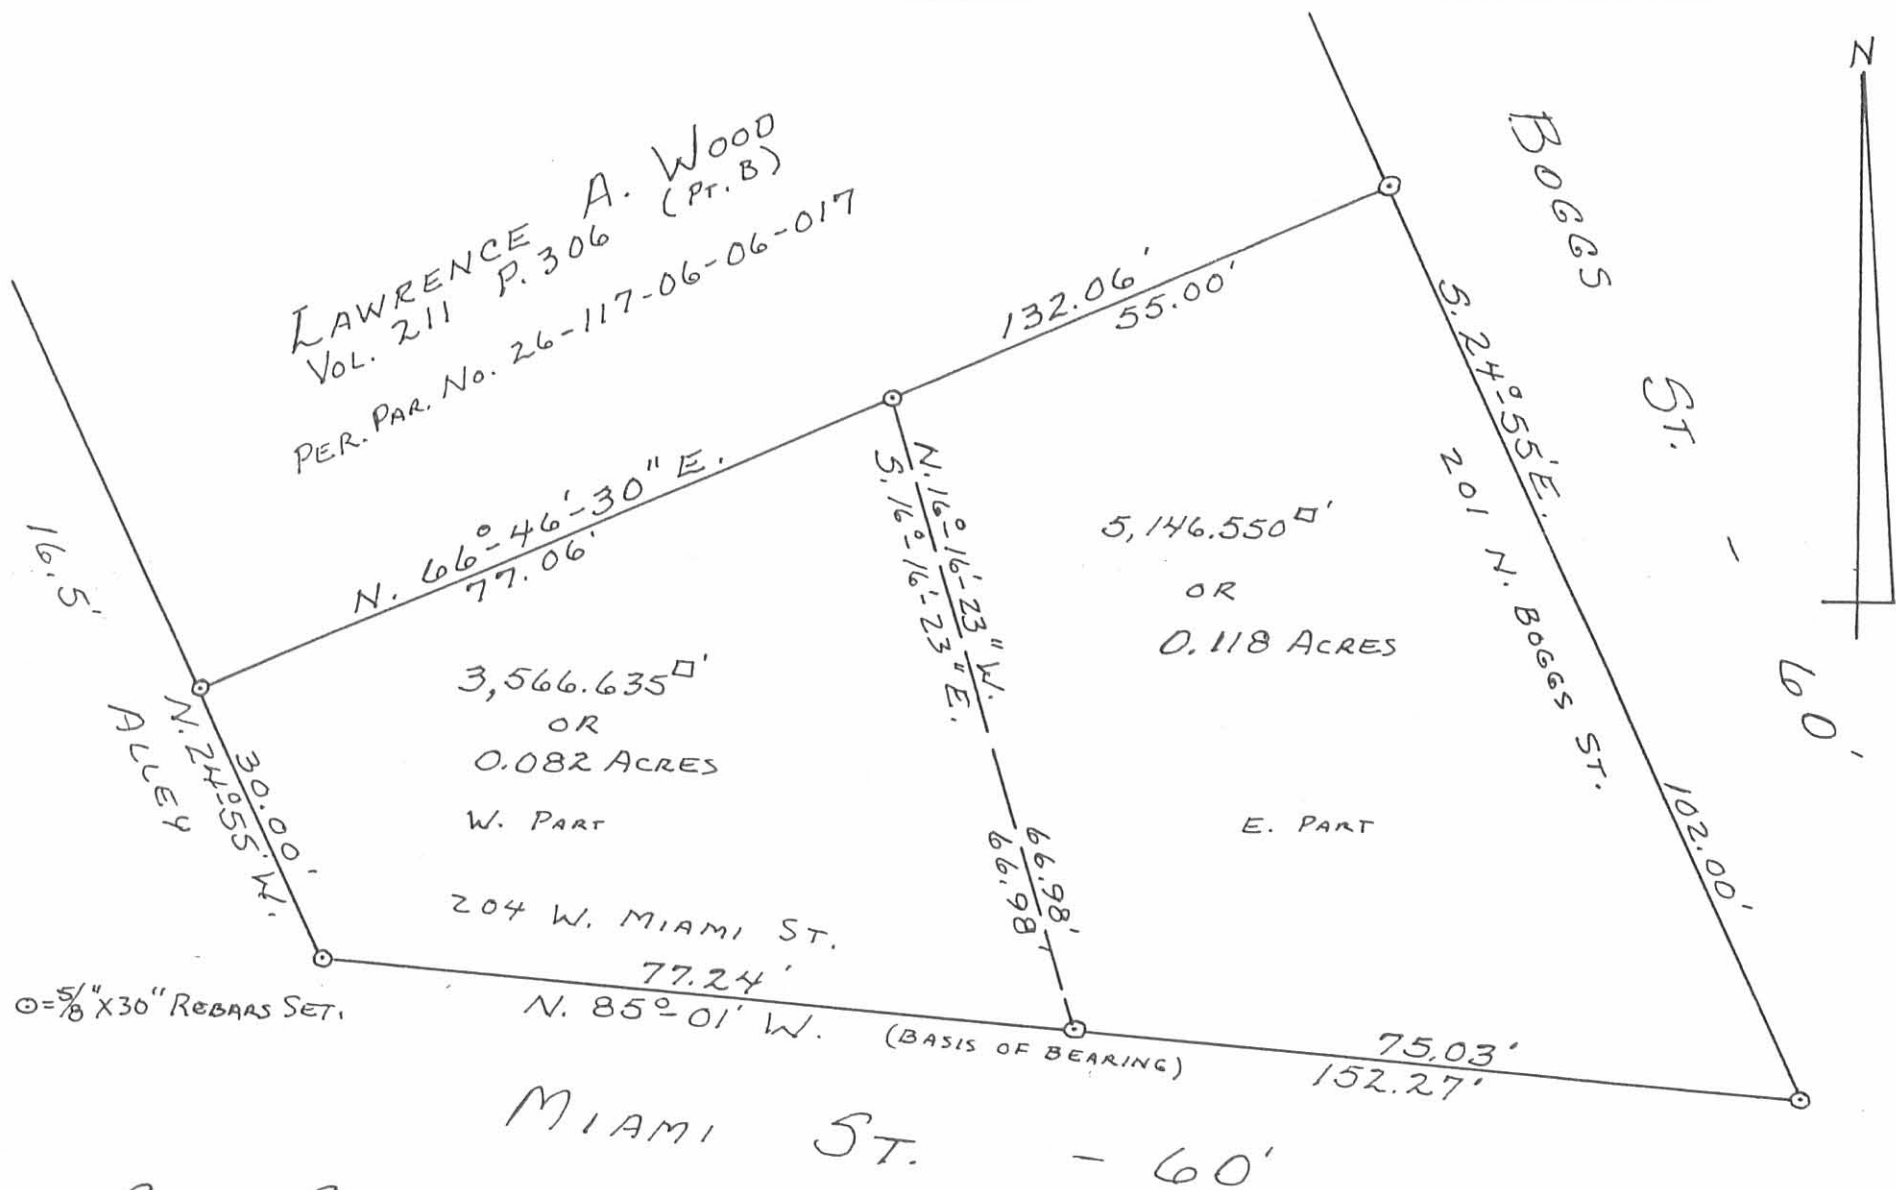 N
LAWRENCE A. WOOD
VOL. 211 P. 306 (PT. B)
PER. PAR. No. 26-117-06-06-017
BOGGS ST. - 60'
132.06'
55.00'
S. 24°-55' E.
102.00'
201 N. BOGGS ST.
N. 66°-46'-30" E.
77.06'
N. 16°-16'-23" W.
S. 16°-16'-23" E.
66.98'
66.98'
5,146.550□'
OR
0.118 ACRES
E. PART
16.5'
ALLEY
N. 24°-55' W.
30.00'
3,566.635□'
OR
0.082 ACRES
W. PART
204 W. MIAMI ST.
77.24'
N. 85°-01' W.
(BASIS OF BEARING)
75.03'
152.27'
⊙=5/8"X30" REBARS SET.
MIAMI ST. - 60'